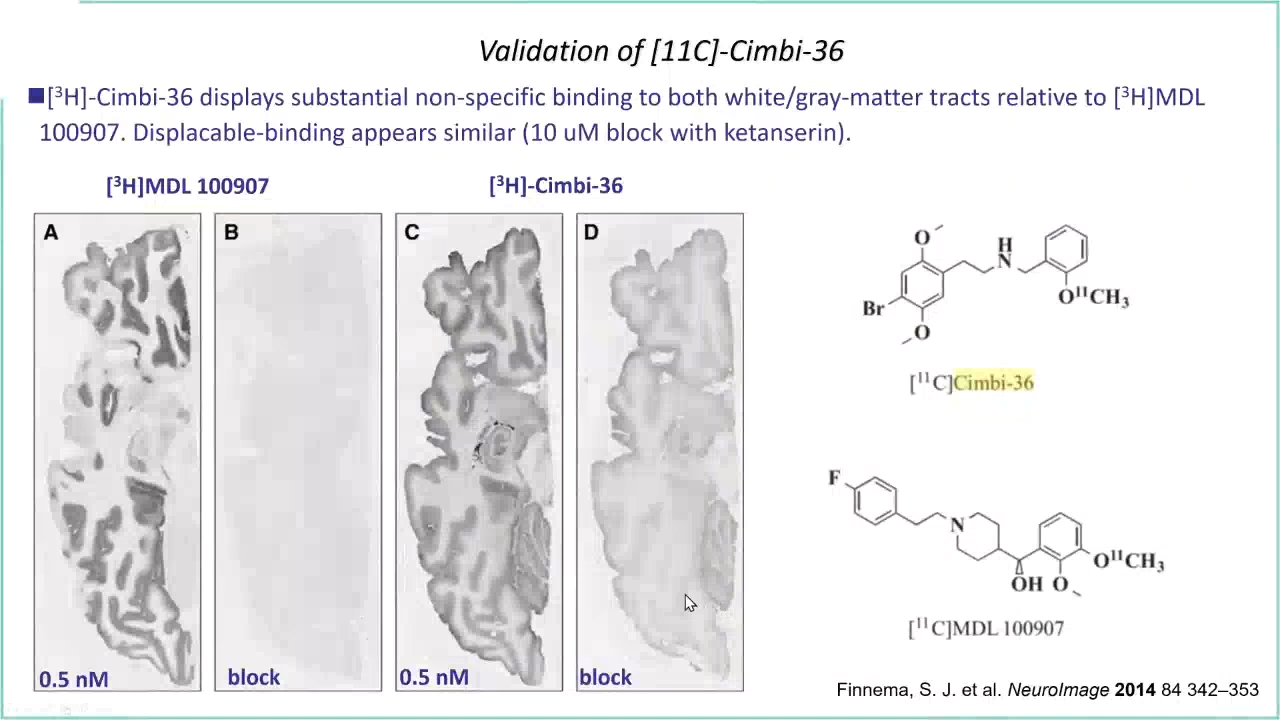 Validation of [11C]-Cimbi-36
[³H]-Cimbi-36 displays substantial non-specific binding to both white/gray-matter tracts relative to [³H]MDL
100907. Displacable-binding appears similar (10 uM block with ketanserin).
[³H]MDL 100907
[³H]-Cimbi-36
A
B
C
D
0.5 nM
block
0.5 nM
block
O
H
N
O¹¹CH₃
Br
O
[¹¹C]Cimbi-36
F
N
O¹¹CH₃
OH
O
[¹¹C]MDL 100907
Finnema, S. J. et al. NeuroImage 2014 84 342–353